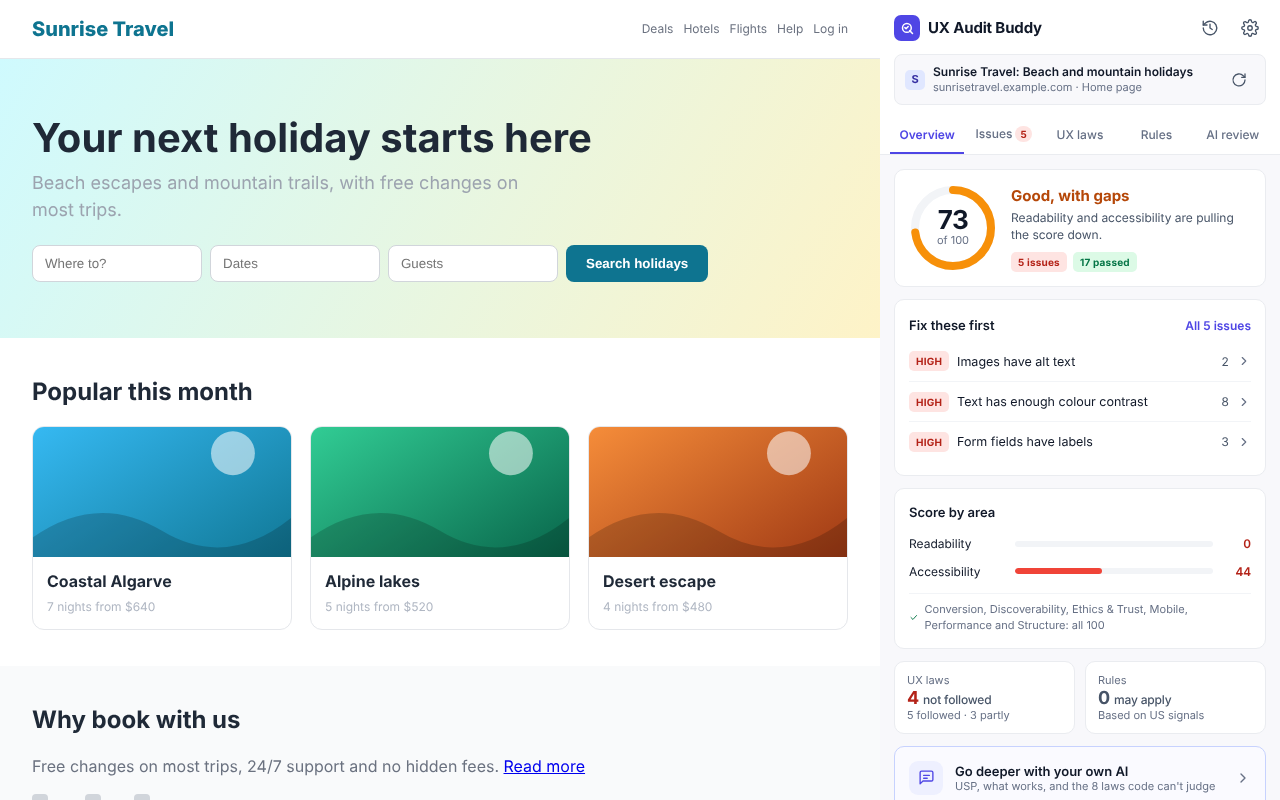 Sunrise Travel
Deals Hotels Flights Help Log in
Your next holiday starts here
Beach escapes and mountain trails, with free changes on
most trips.
Where to? Dates Guests Search holidays
Popular this month
Coastal Algarve
7 nights from $640
Alpine lakes
5 nights from $520
Desert escape
4 nights from $480
Why book with us
Free changes on most trips, 24/7 support and no hidden fees. Read more
UX Audit Buddy
S
Sunrise Travel: Beach and mountain holidays
sunrisetravel.example.com · Home page
Overview Issues 5 UX laws Rules AI review
73
of 100
Good, with gaps
Readability and accessibility are pulling
the score down.
5 issues 17 passed
Fix these first All 5 issues
HIGH Images have alt text 2
HIGH Text has enough colour contrast 8
HIGH Form fields have labels 3
Score by area
Readability 0
Accessibility 44
Conversion, Discoverability, Ethics & Trust, Mobile,
Performance and Structure: all 100
UX laws
4 not followed
5 followed · 3 partly
Rules
0 may apply
Based on US signals
Go deeper with your own AI
USP, what works, and the 8 laws code can't judge